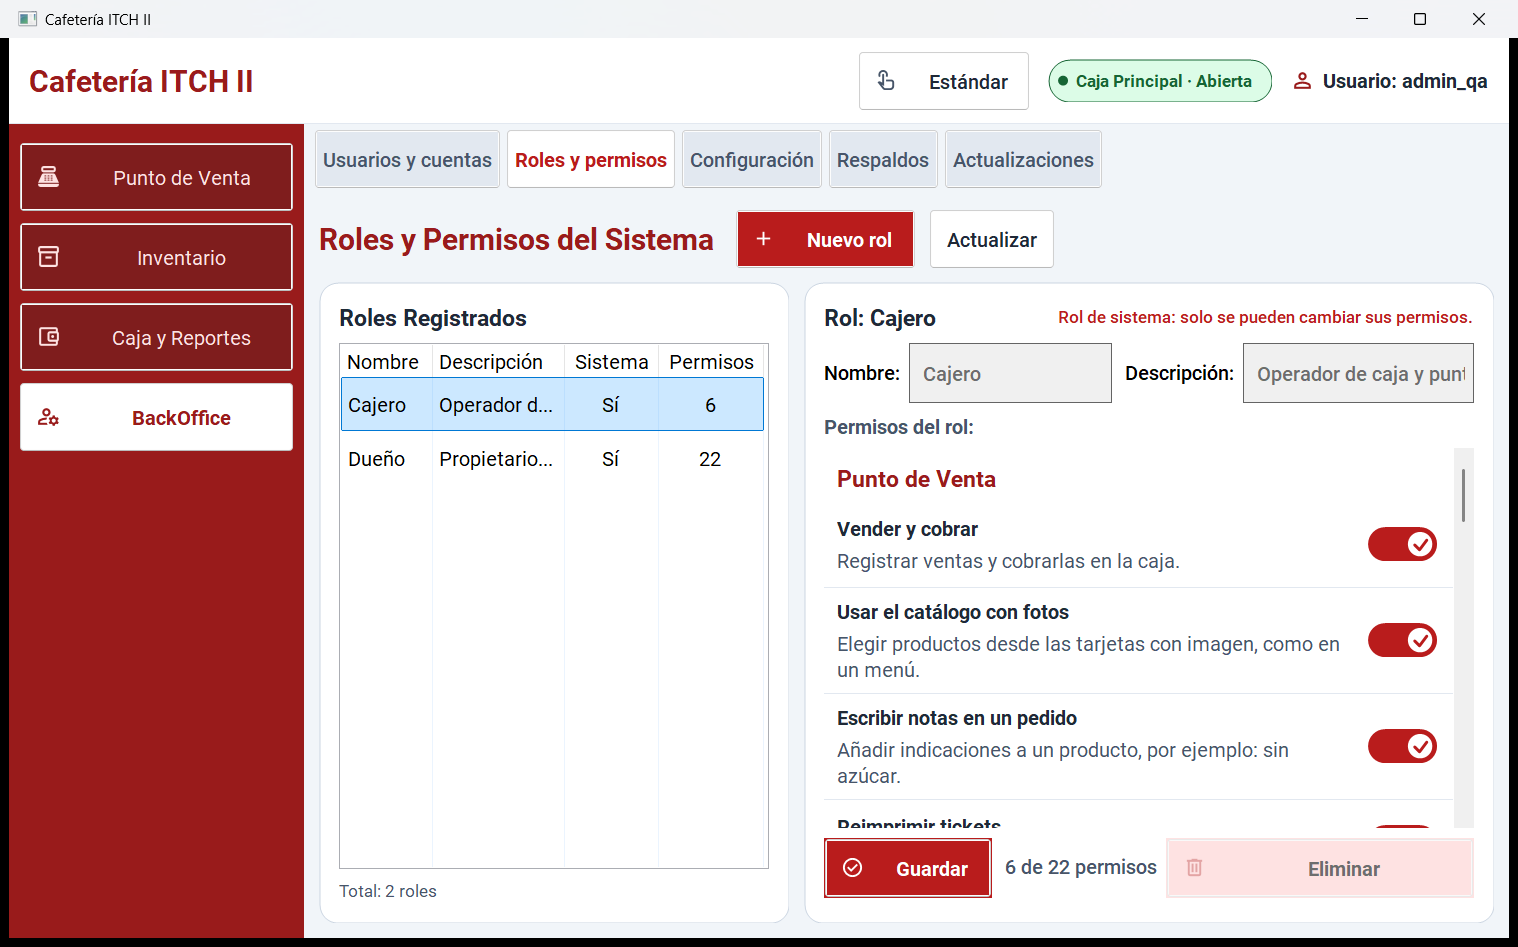 Cafetería ITCH II
Cafetería ITCH II
Estándar
Caja Principal · Abierta
Usuario: admin_qa
Punto de Venta
Inventario
Caja y Reportes
BackOffice
Usuarios y cuentas
Roles y permisos
Configuración
Respaldos
Actualizaciones
Roles y Permisos del Sistema
Nuevo rol
Actualizar
Roles Registrados
Nombre Descripción Sistema Permisos
Cajero Operador d... Sí 6
Dueño Propietario... Sí 22
Total: 2 roles
Rol: Cajero
Rol de sistema: solo se pueden cambiar sus permisos.
Nombre: Cajero
Descripción: Operador de caja y punt
Permisos del rol:
Punto de Venta
Vender y cobrar
Registrar ventas y cobrarlas en la caja.
Usar el catálogo con fotos
Elegir productos desde las tarjetas con imagen, como en
un menú.
Escribir notas en un pedido
Añadir indicaciones a un producto, por ejemplo: sin
azúcar.
Reimprimir tickets
Guardar
6 de 22 permisos
Eliminar